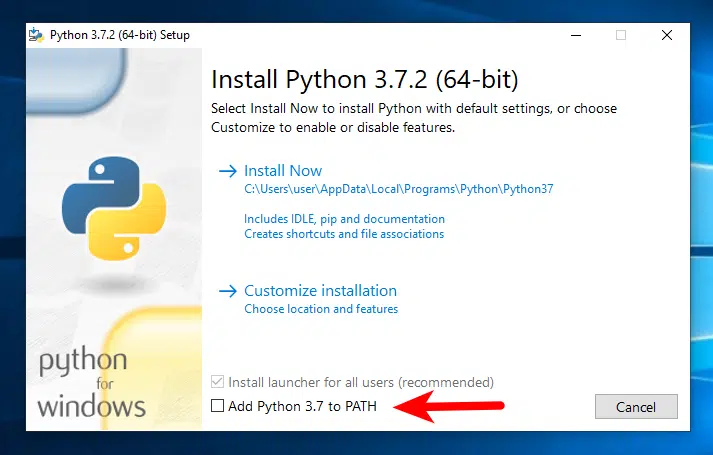 Python 3.7.2 (64-bit) Setup
Install Python 3.7.2 (64-bit)
Select Install Now to install Python with default settings, or choose
Customize to enable or disable features.
Install Now
C:\Users\user\AppData\Local\Programs\Python\Python37
Includes IDLE, pip and documentation
Creates shortcuts and file associations
Customize installation
Choose location and features
python
for
windows
Install launcher for all users (recommended)
Add Python 3.7 to PATH
Cancel